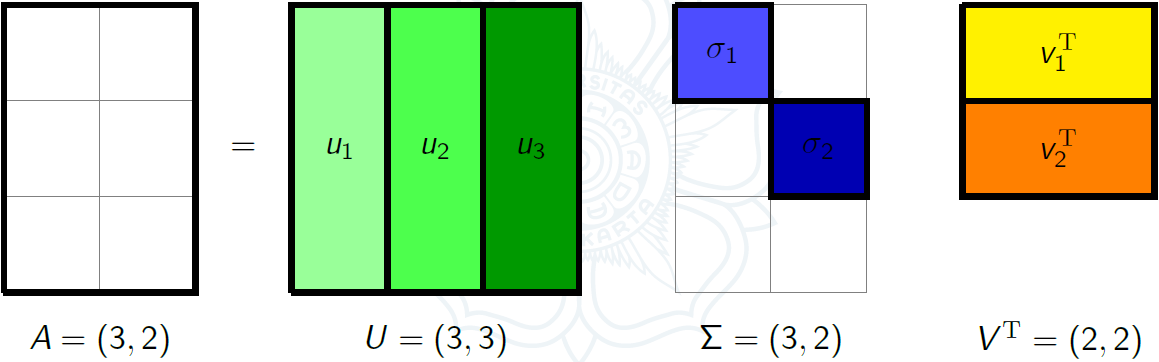 =
u₁ u₂ u₃
σ₁
σ₂
v₁ᵀ
v₂ᵀ
A = (3, 2)
U = (3, 3)
Σ = (3, 2)
Vᵀ = (2, 2)